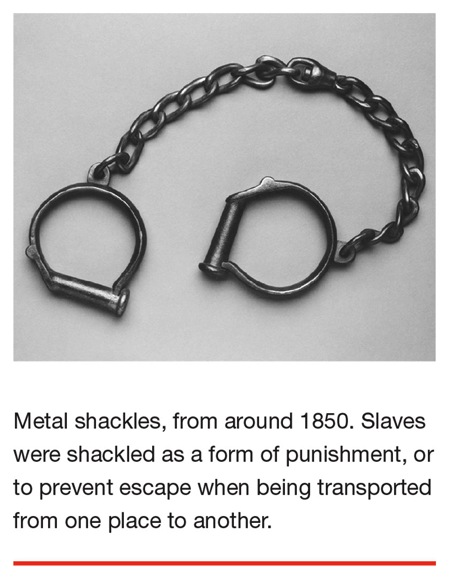 Metal shackles, from around 1850. Slaves
were shackled as a form of punishment, or
to prevent escape when being transported
from one place to another.